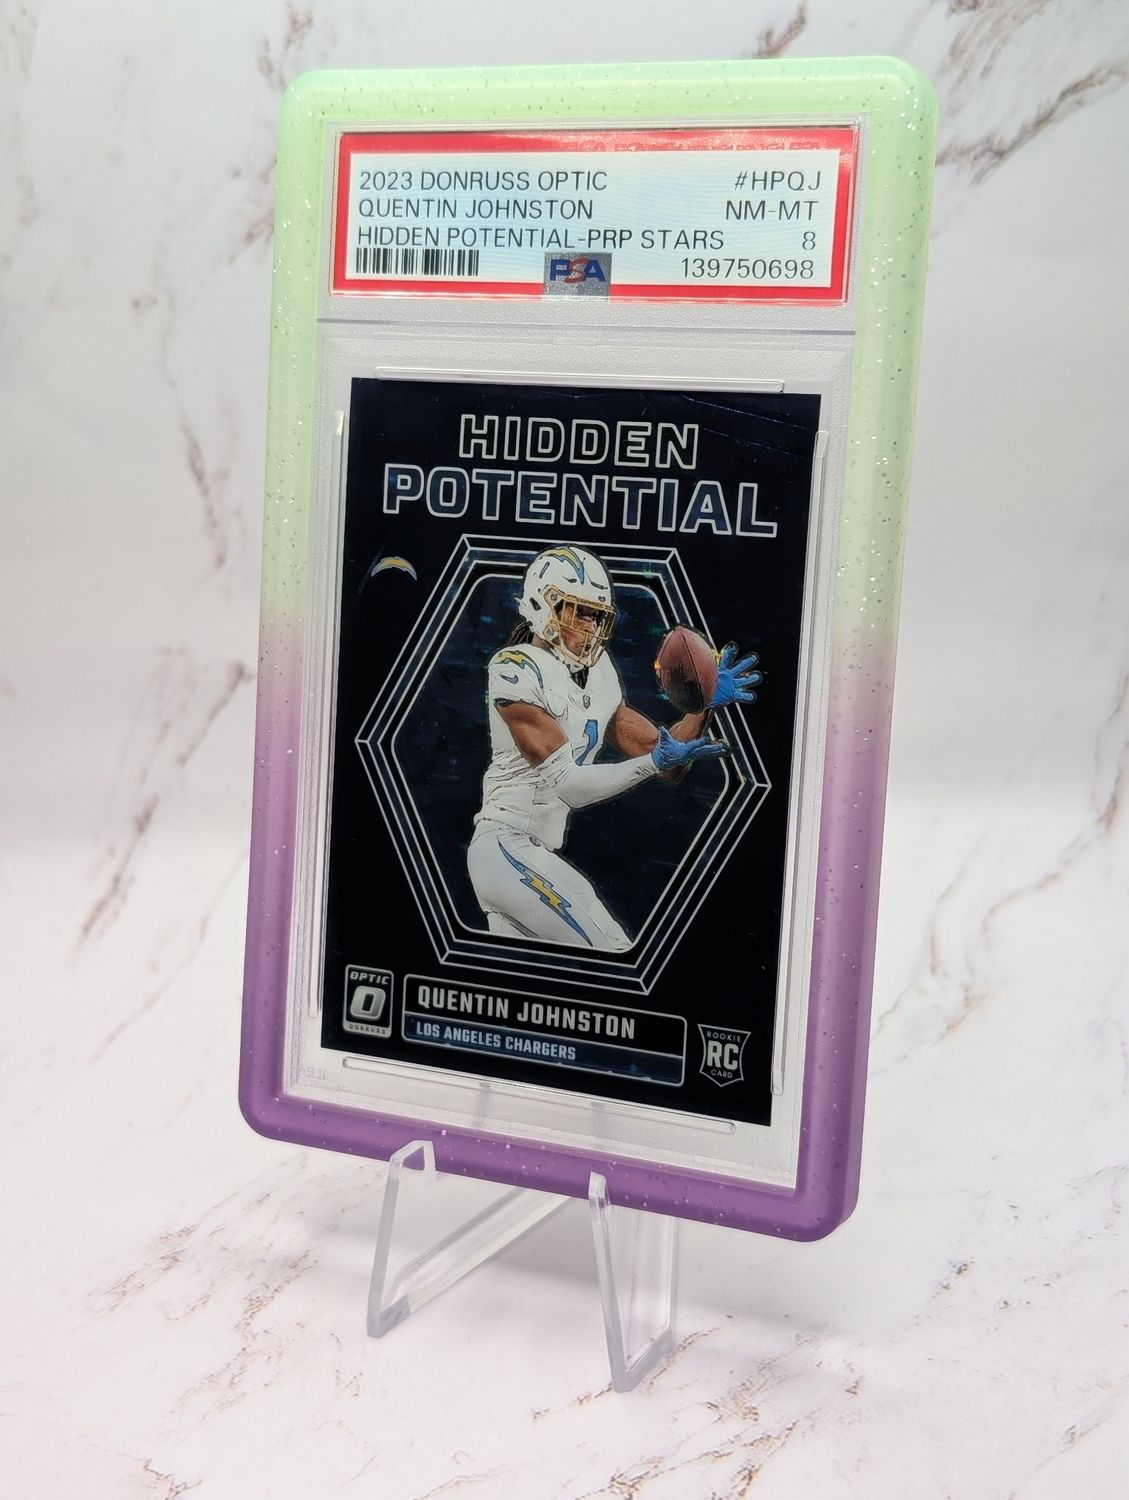 2023 DONRUSS OPTIC #HPQJ
QUENTIN JOHNSTON NM-MT
HIDDEN POTENTIAL-PRP STARS 8
PSA 139750698
HIDDEN
POTENTIAL
1
OPTIC
O
DONRUSS
QUENTIN JOHNSTON
LOS ANGELES CHARGERS
ROOKIE
RC
CARD